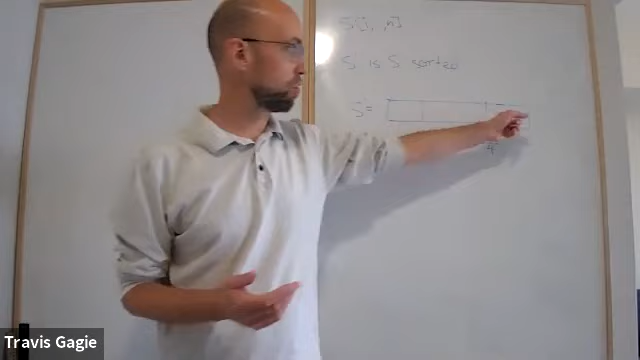 S[1, n]
S' is S sorted
S' =
Travis Gagie